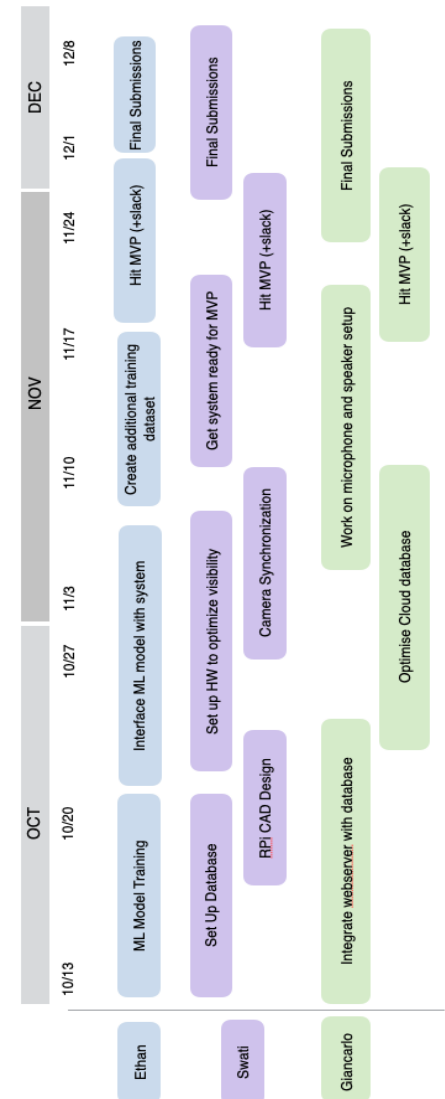 OCT
NOV
DEC
10/13
10/20
10/27
11/3
11/10
11/17
11/24
12/1
12/8
Ethan
ML Model Training
Interface ML model with system
Create additional training
dataset
Hit MVP (+slack)
Final Submissions
Swati
Set Up Database
Set up HW to optimize visibility
Get system ready for MVP
Final Submissions
RPi CAD Design
Camera Synchronization
Hit MVP (+slack)
Giancarlo
Integrate webserver with database
Work on microphone and speaker setup
Final Submissions
Optimise Cloud database
Hit MVP (+slack)